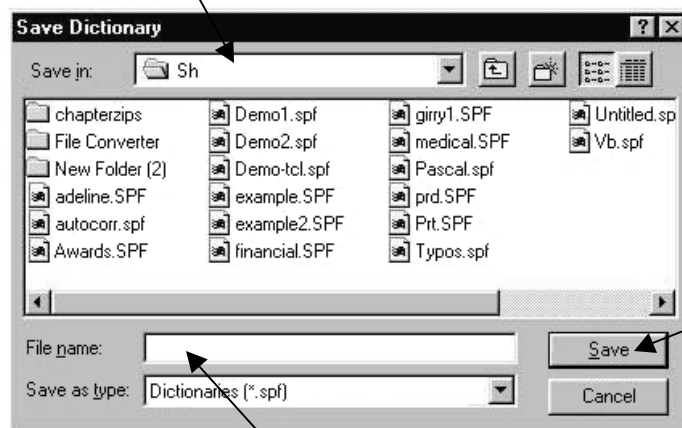 Save Dictionary
Save in: Sh
chapterzips Demo1.spf girry1.SPF Untitled.sp
File Converter Demo2.spf medical.SPF Vb.spf
New Folder (2) Demo-tcl.spf Pascal.spf
adeline.SPF example.SPF prd.SPF
autocorr.spf example2.SPF Prt.SPF
Awards.SPF financial.SPF Typos.spf
File name: Save
Save as type: Dictionaries (*.spf) Cancel